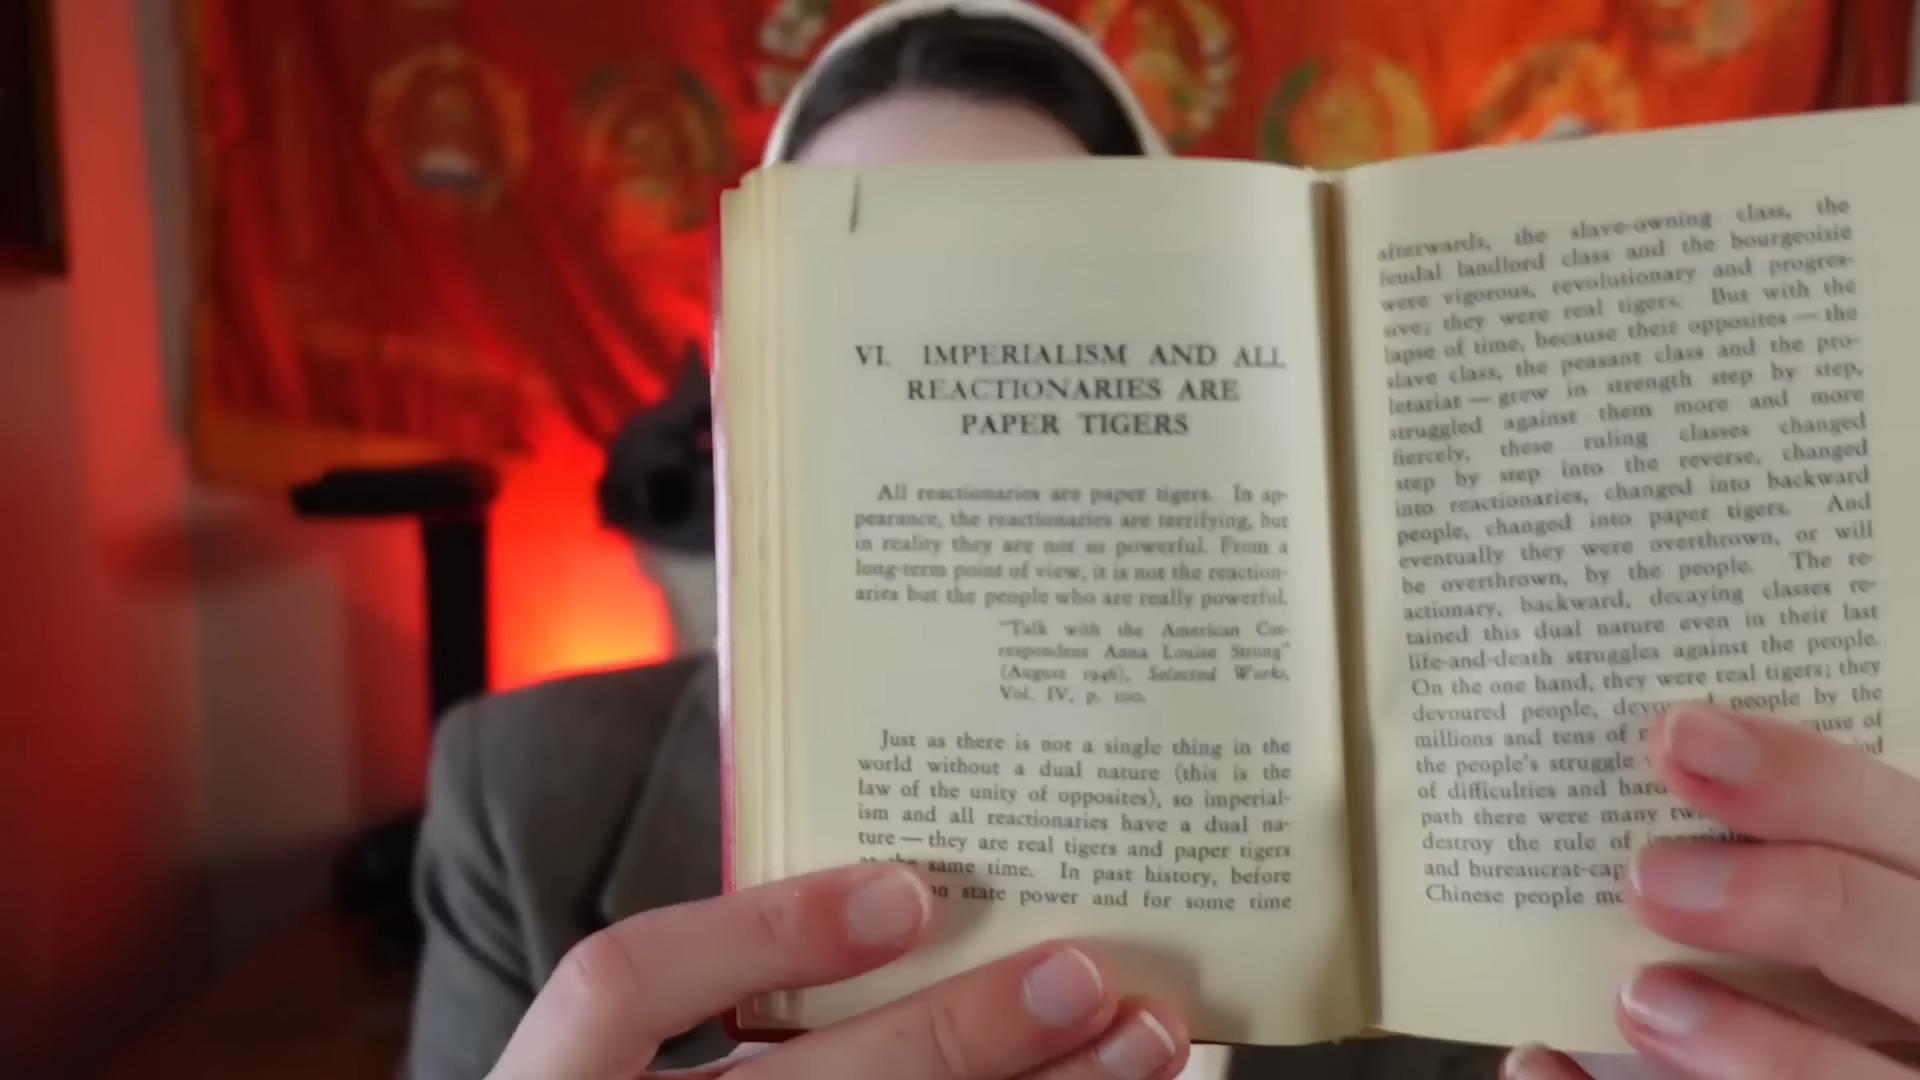 VI. IMPERIALISM AND ALL
REACTIONARIES ARE
PAPER TIGERS
All reactionaries are paper tigers. In ap-
pearance, the reactionaries are terrifying, but
in reality they are not so powerful. From a
long-term point of view, it is not the reaction-
aries but the people who are really powerful.
"Talk with the American Cor-
respondent Anna Louise Strong"
(August 1946), Selected Works,
Vol. IV, p. 100.
Just as there is not a single thing in the
world without a dual nature (this is the
law of the unity of opposites), so imperial-
ism and all reactionaries have a dual na-
ture — they are real tigers and paper tigers
at the same time. In past history, before
state power and for some time
afterwards, the slave-owning class, the
feudal landlord class and the bourgeoisie
were vigorous, revolutionary and progres-
sive; they were real tigers. But with the
lapse of time, because their opposites — the
slave class, the peasant class and the pro-
letariat — grew in strength step by step,
struggled against them more and more
fiercely, these ruling classes changed
step by step into the reverse, changed
into reactionaries, changed into backward
people, changed into paper tigers. And
eventually they were overthrown, or will
be overthrown, by the people. The re-
actionary, backward, decaying classes re-
tained this dual nature even in their last
life-and-death struggles against the people.
On the one hand, they were real tigers; they
devoured people, people by the
millions and tens of
the people's struggle
of difficulties and
path there were many
destroy the rule of
and
Chinese people